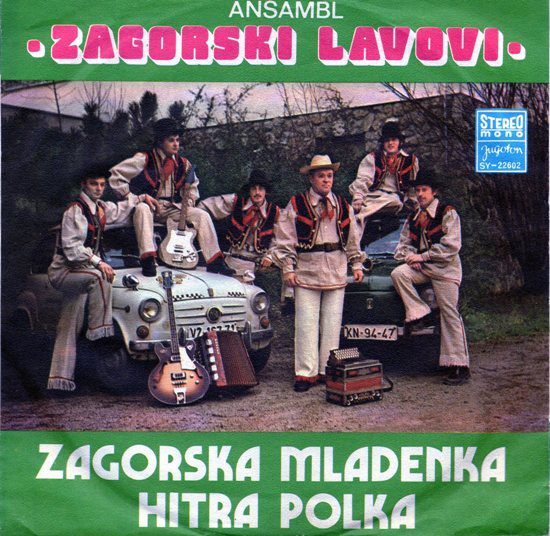 ANSAMBL
• ZAGORSKI LAVOVI •
STEREO
mono
jugoton
SY-22602
KN-94-47
ZAGORSKA MLADENKA
HITRA POLKA